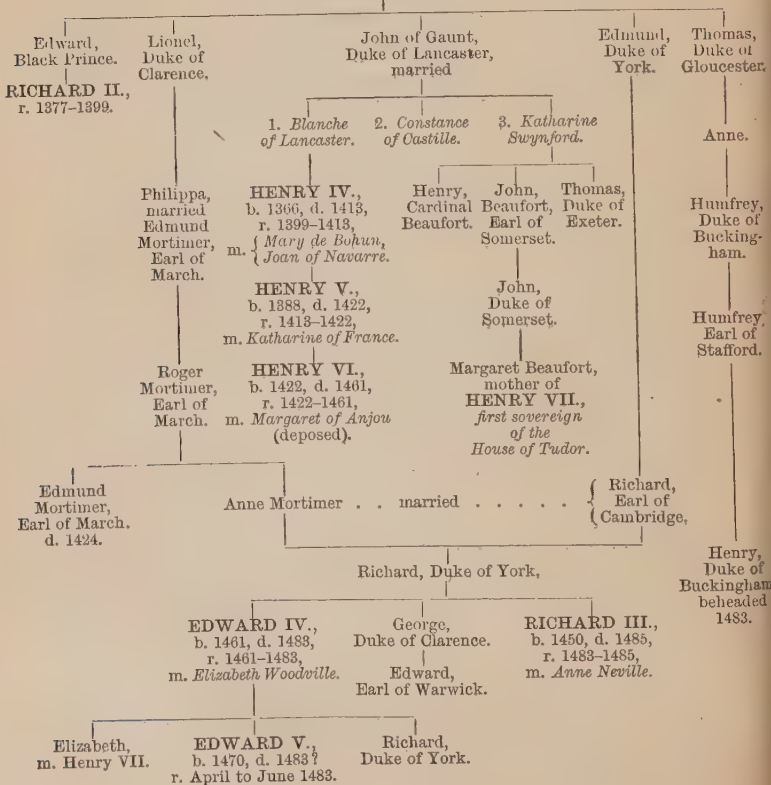 Edward,
Black Prince.
RICHARD II.,
r. 1377–1399.
Lionel,
Duke of
Clarence.
John of Gaunt,
Duke of Lancaster,
married
Edmund,
Duke of
York.
Thomas,
Duke of
Gloucester.
1. Blanche
of Lancaster.
2. Constance
of Castille.
3. Katharine
Swynford.
Anne.
Philippa,
married
Edmund
Mortimer,
Earl of
March.
HENRY IV.,
b. 1366, d. 1413,
r. 1399–1413,
m. { Mary de Bohun,
{ Joan of Navarre.
Henry,
Cardinal
Beaufort.
John,
Beaufort,
Earl of
Somerset.
Thomas,
Duke of
Exeter.
Humfrey,
Duke of
Bucking-
ham.
HENRY V.,
b. 1388, d. 1422,
r. 1413–1422,
m. Katharine of France.
John,
Duke of
Somerset.
Humfrey,
Earl of
Stafford.
Roger
Mortimer,
Earl of
March.
HENRY VI.,
b. 1422, d. 1461,
r. 1422–1461,
m. Margaret of Anjou
(deposed).
Margaret Beaufort,
mother of
HENRY VII.,
first sovereign
of the
House of Tudor.
Edmund
Mortimer,
Earl of March.
d. 1424.
Anne Mortimer . . married . . . . . {
Richard,
Earl of
Cambridge,
Richard, Duke of York,
Henry,
Duke of
Buckingham
beheaded
1483.
EDWARD IV.,
b. 1461, d. 1483,
r. 1461–1483,
m. Elizabeth Woodville.
George,
Duke of Clarence.
Edward,
Earl of Warwick.
RICHARD III.,
b. 1450, d. 1485,
r. 1483–1485,
m. Anne Neville.
Elizabeth,
m. Henry VII.
EDWARD V.,
b. 1470, d. 1483?
r. April to June 1483.
Richard,
Duke of York.